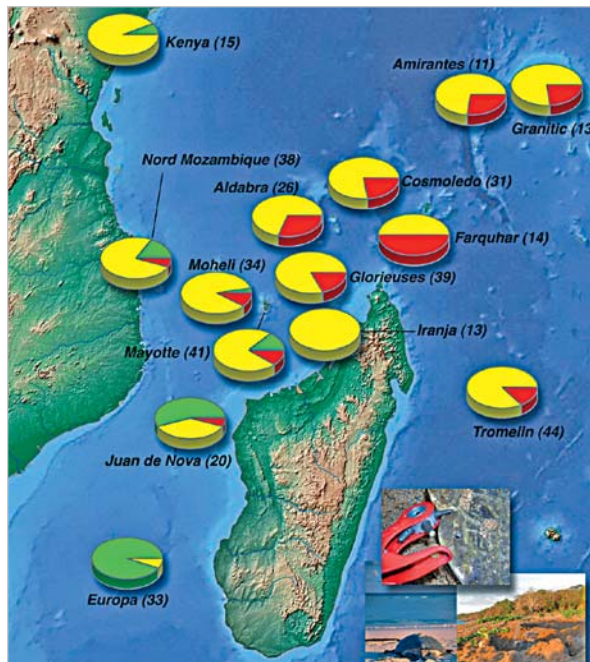 Kenya (15)
Amirantes (11)
Granitic (13
Nord Mozambique (38)
Aldabra (26)
Cosmoledo (31)
Farquhar (14)
Moheli (34)
Glorieuses (39)
Mayotte (41)
Iranja (13)
Juan de Nova (20)
Tromelin (44)
Europa (33)